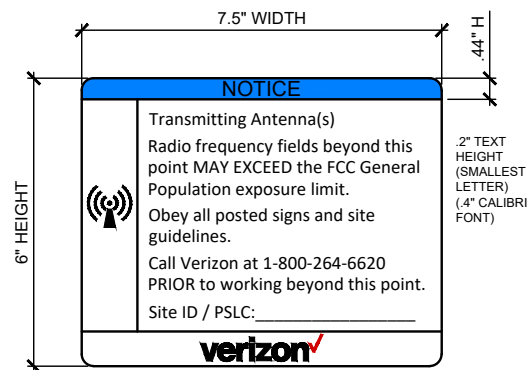 7.5" WIDTH
.44" H
NOTICE
6" HEIGHT
Transmitting Antenna(s)
Radio frequency fields beyond this
point MAY EXCEED the FCC General
Population exposure limit.
Obey all posted signs and site
guidelines.
Call Verizon at 1-800-264-6620
PRIOR to working beyond this point.
Site ID / PSLC:_________________
verizon
.2" TEXT
HEIGHT
(SMALLEST
LETTER)
(.4" CALIBRI
FONT)